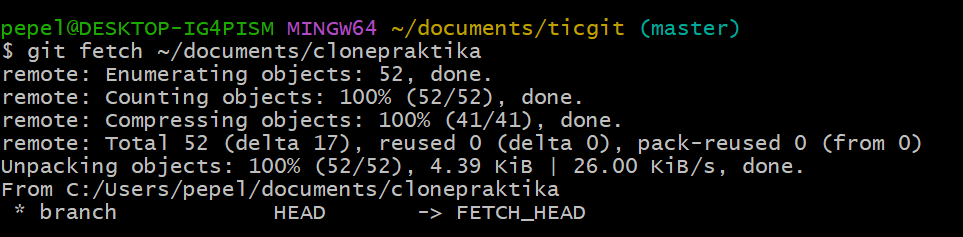 pepel@DESKTOP-IG4PISM MINGW64 ~/documents/ticgit (master)
$ git fetch ~/documents/clonepraktika
remote: Enumerating objects: 52, done.
remote: Counting objects: 100% (52/52), done.
remote: Compressing objects: 100% (41/41), done.
remote: Total 52 (delta 17), reused 0 (delta 0), pack-reused 0 (from 0)
Unpacking objects: 100% (52/52), 4.39 KiB | 26.00 KiB/s, done.
From C:/Users/pepel/documents/clonepraktika
 * branch            HEAD       -> FETCH_HEAD